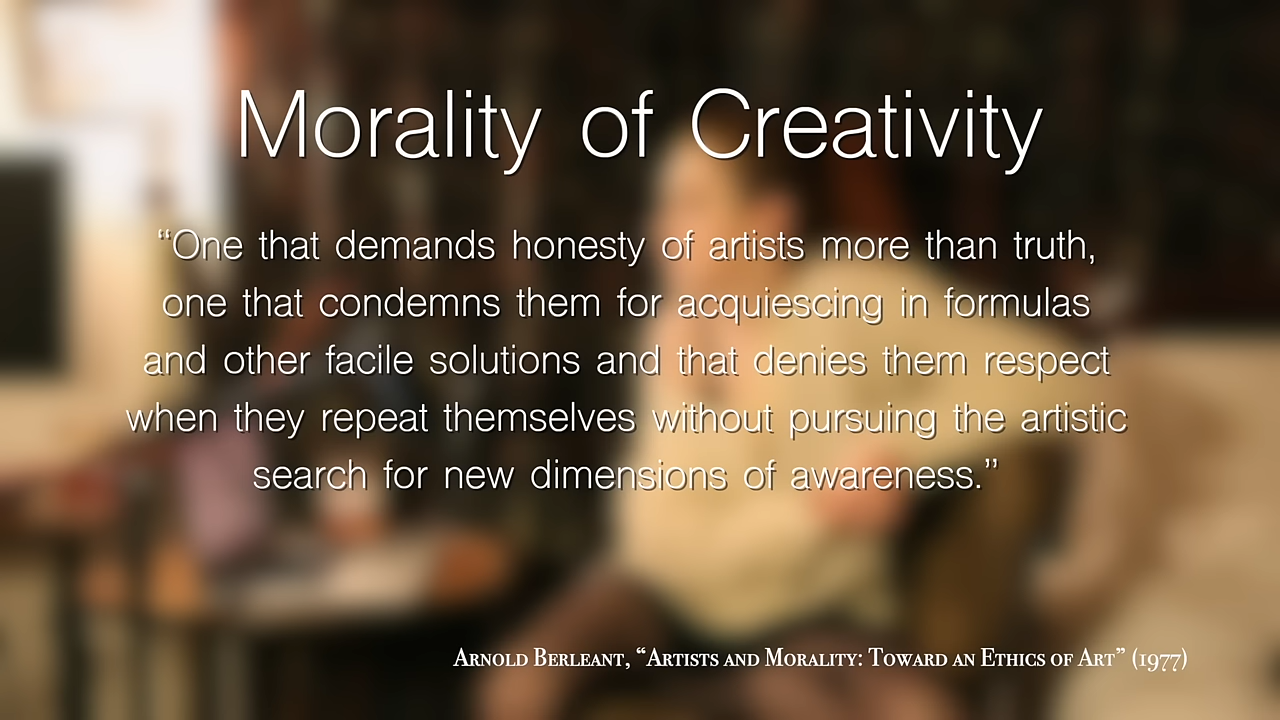 Morality of Creativity
“One that demands honesty of artists more than truth,
one that condemns them for acquiescing in formulas
and other facile solutions and that denies them respect
when they repeat themselves without pursuing the artistic
search for new dimensions of awareness.”
Arnold Berleant, “Artists and Morality: Toward an Ethics of Art” (1977)